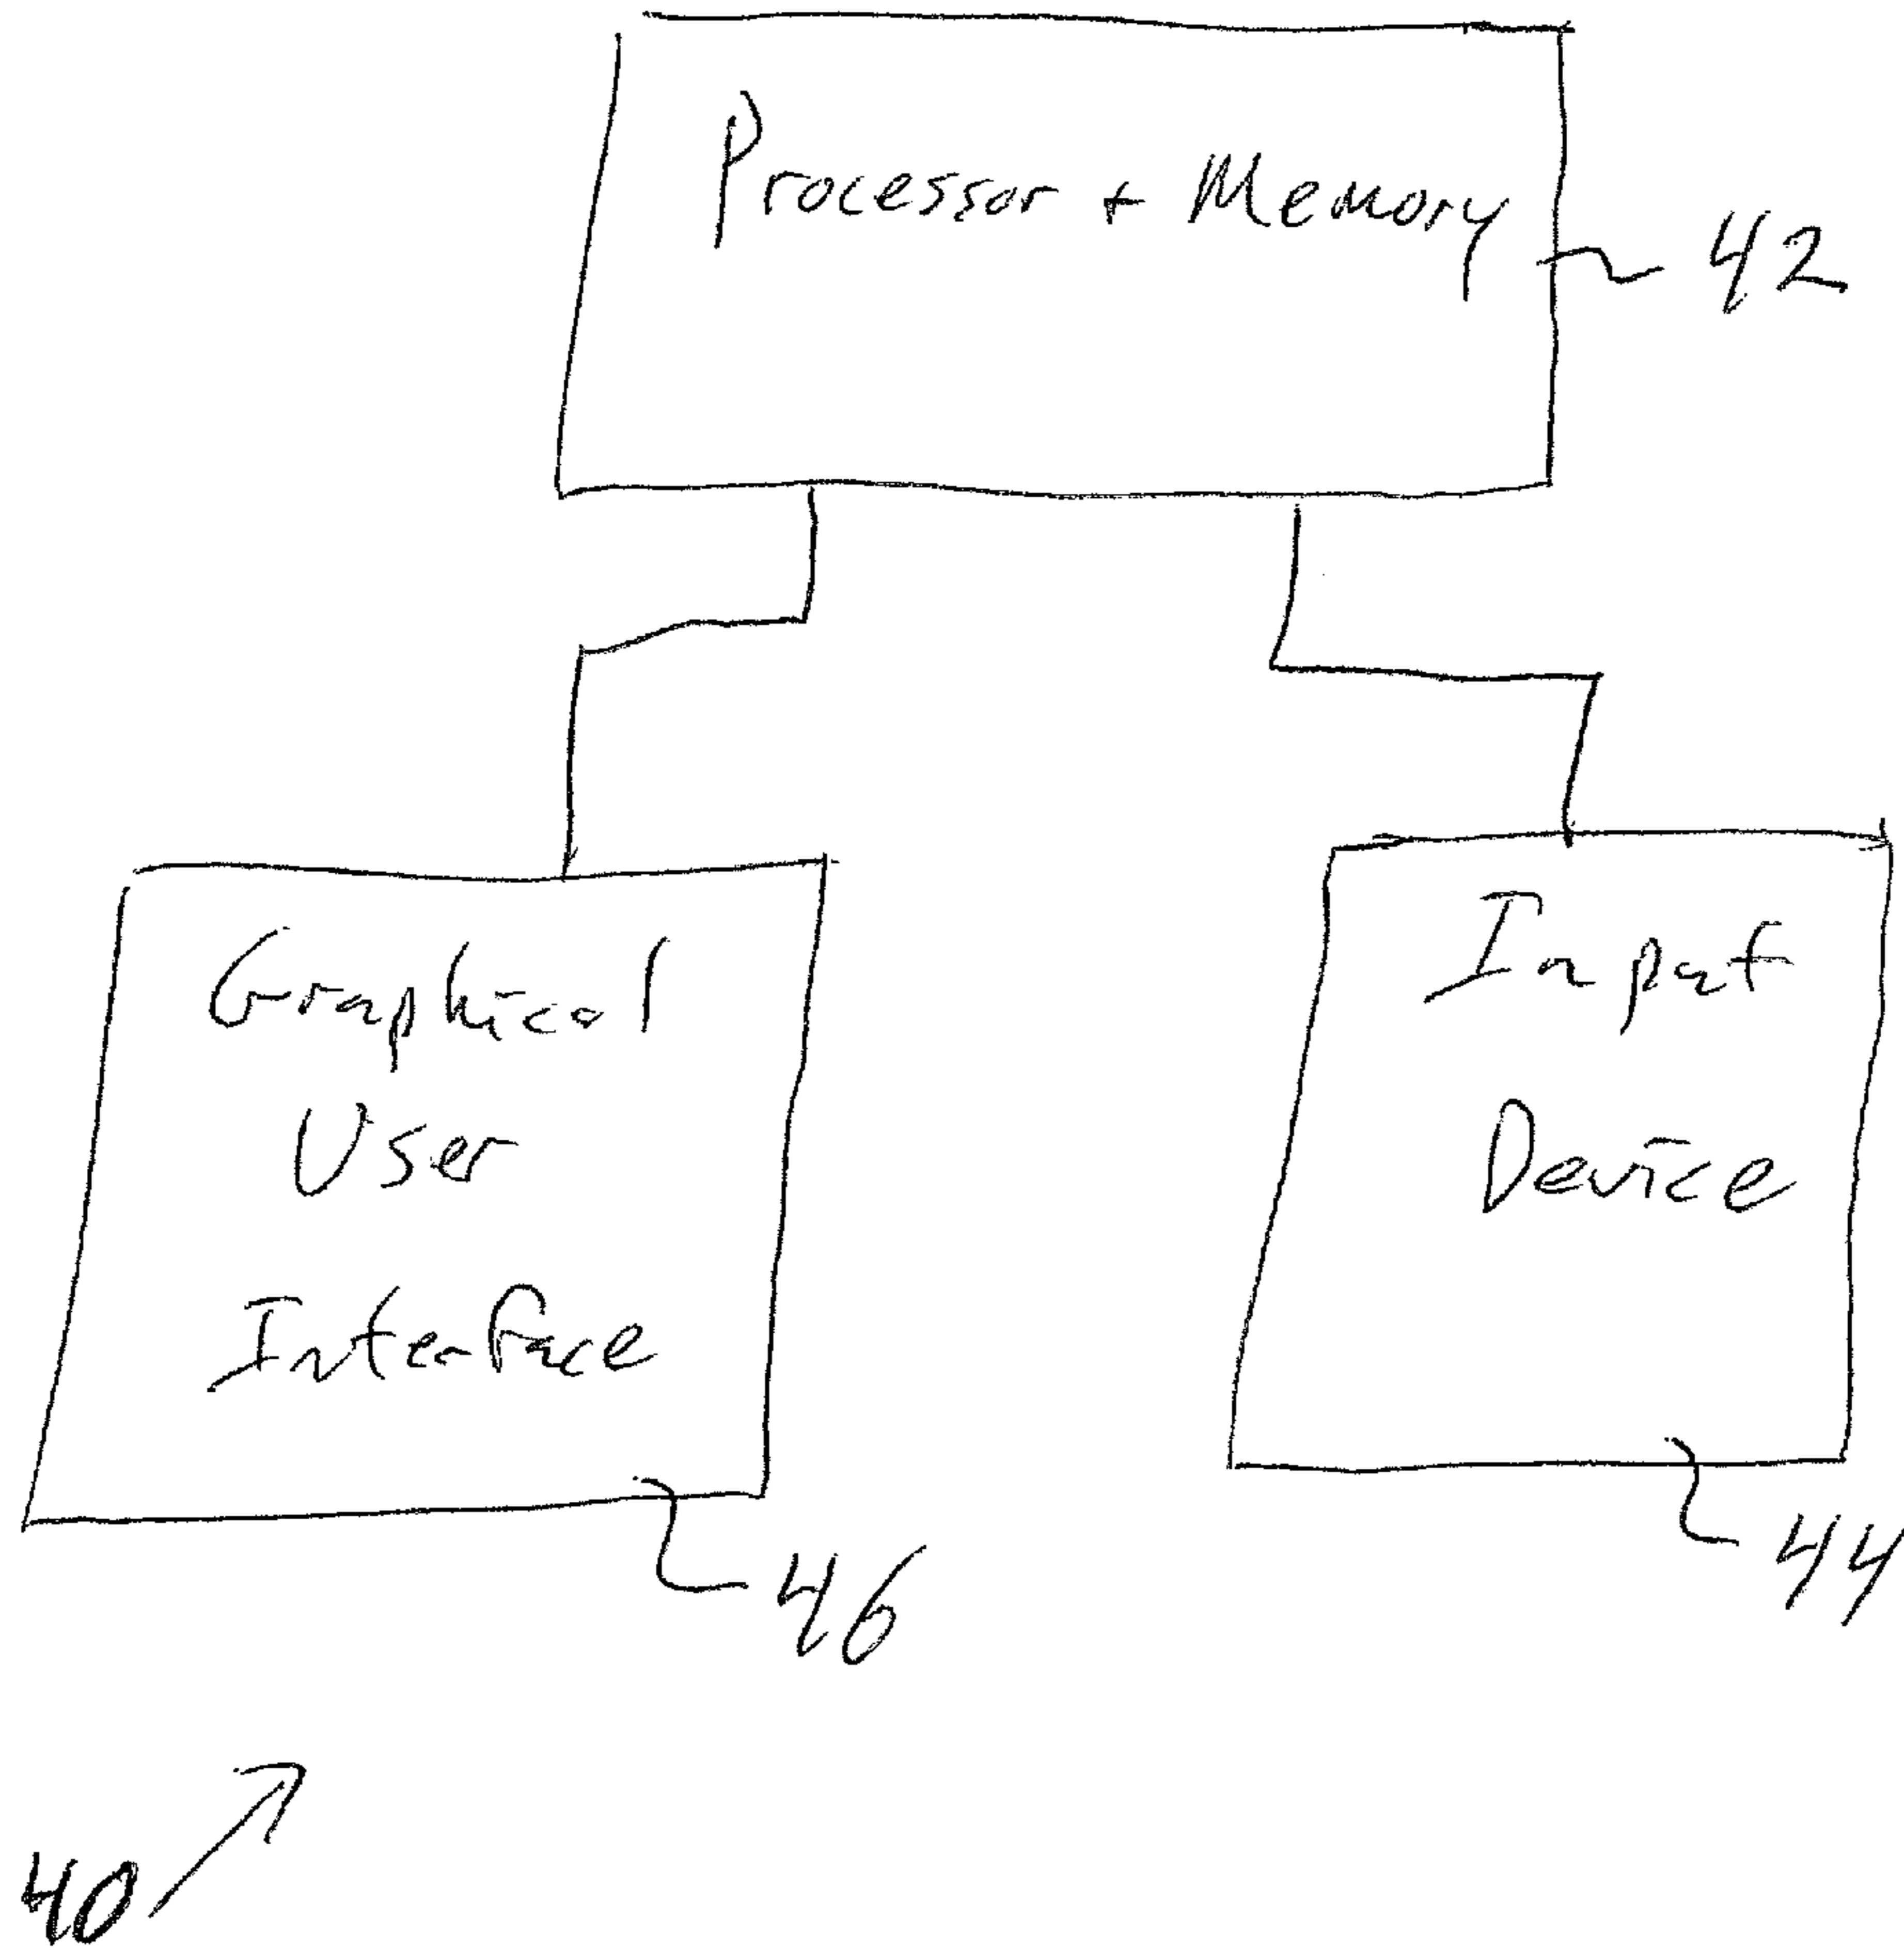 Processor + Memory
42
Graphical
User
Interface
46
Input
Device
44
40